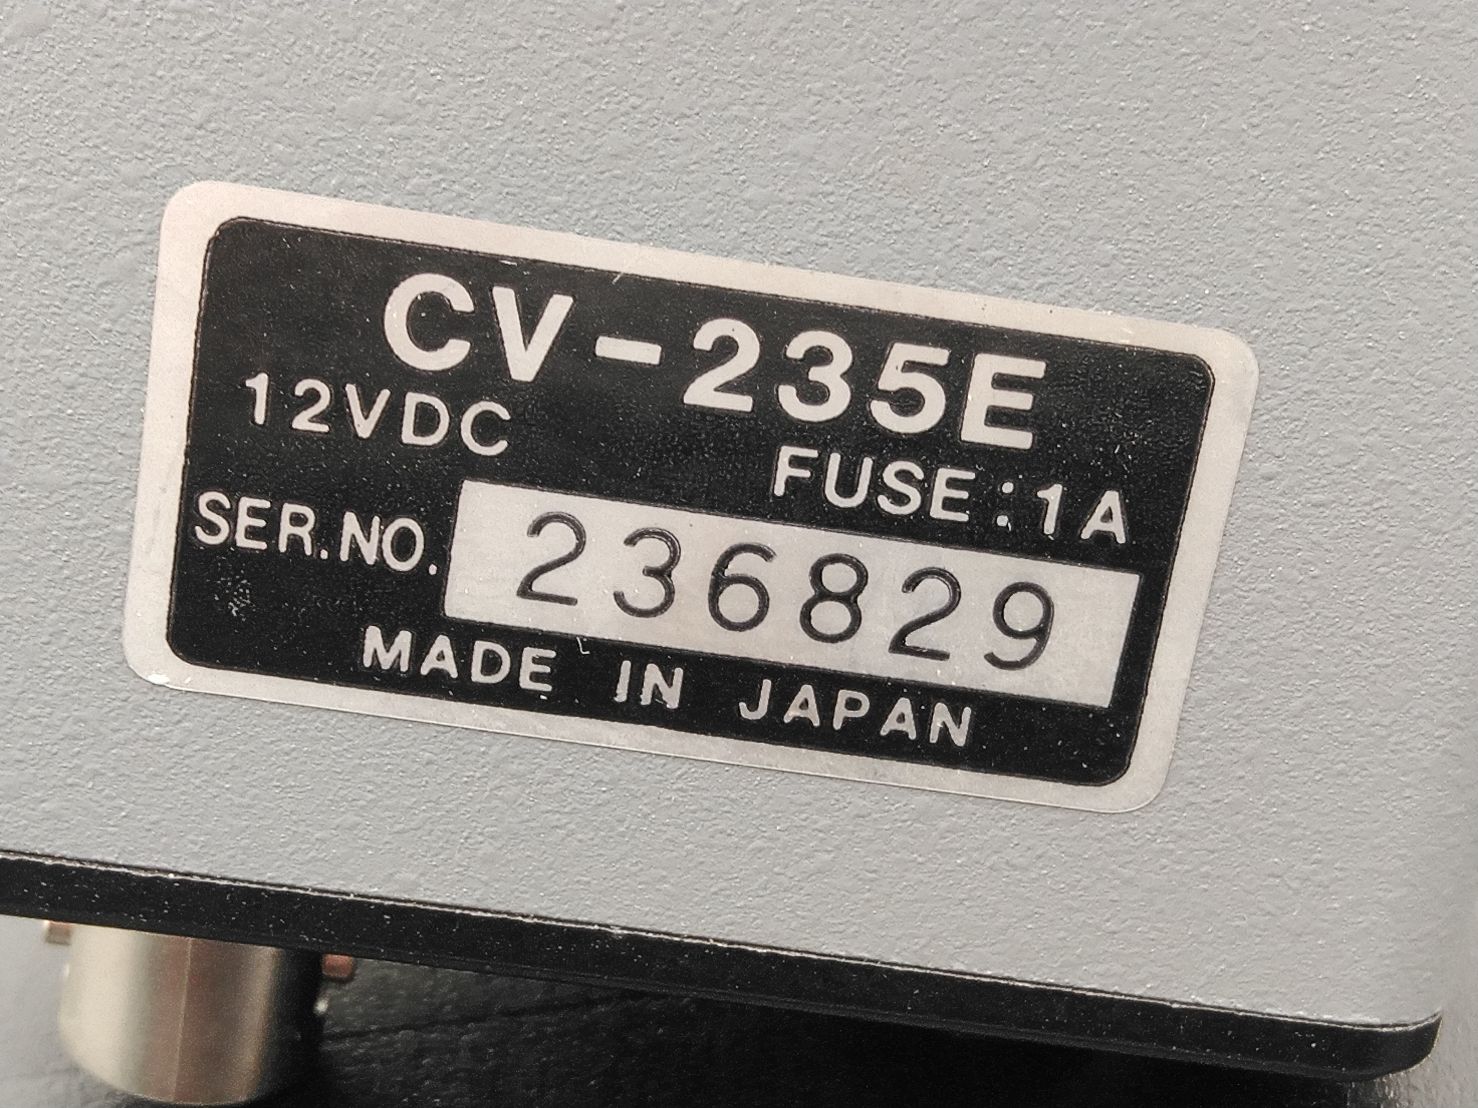 CV-235E
12VDC
FUSE:1A
SER.NO. 236829
MADE IN JAPAN